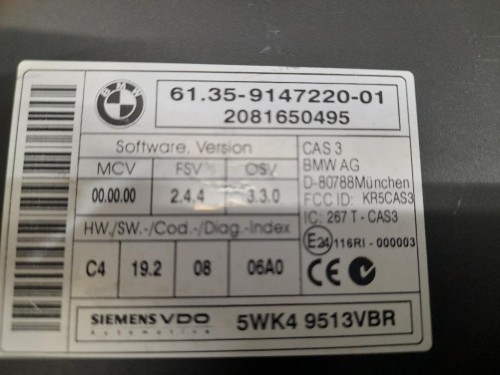 BMW
61.35-9147220-01
2081650495
Software, Version
MCV FSV OSV
00.00.00 2.4.4 3.3.0
HW./SW.-/Cod.-/Diag.-Index
C4 19.2 08 06A0
CAS 3
BMW AG
D-80788München
FCC ID: KR5CAS3
IC: 267 T - CAS3
E24 116RI - 000003
CE
SIEMENS VDO
Automotive
5WK4 9513VBR